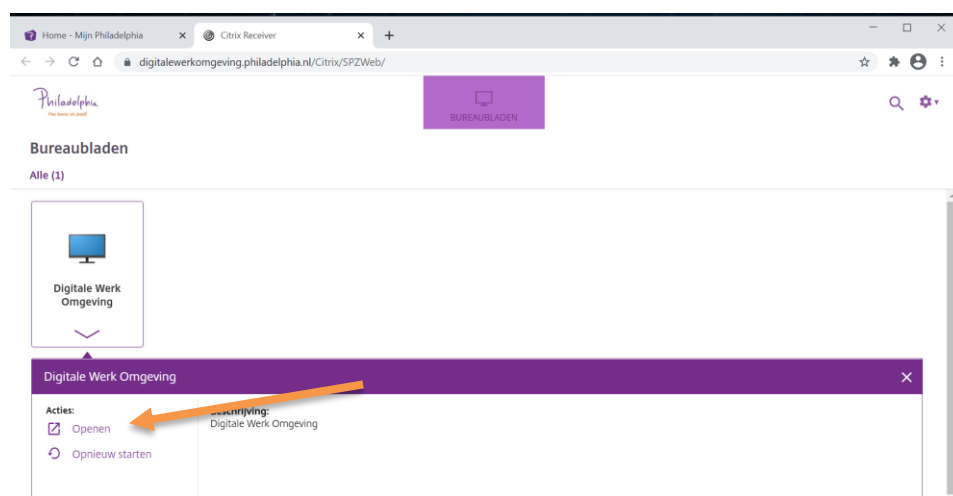 Home - Mijn Philadelphia
Citrix Receiver
digitalewerkomgeving.philadelphia.nl/Citrix/SPZWeb/
Philadelphia
BUREAUBLADEN
Bureaubladen
Alle (1)
Digitale Werk
Omgeving
Digitale Werk Omgeving
Acties:
Openen
Opnieuw starten
Beschrijving:
Digitale Werk Omgeving